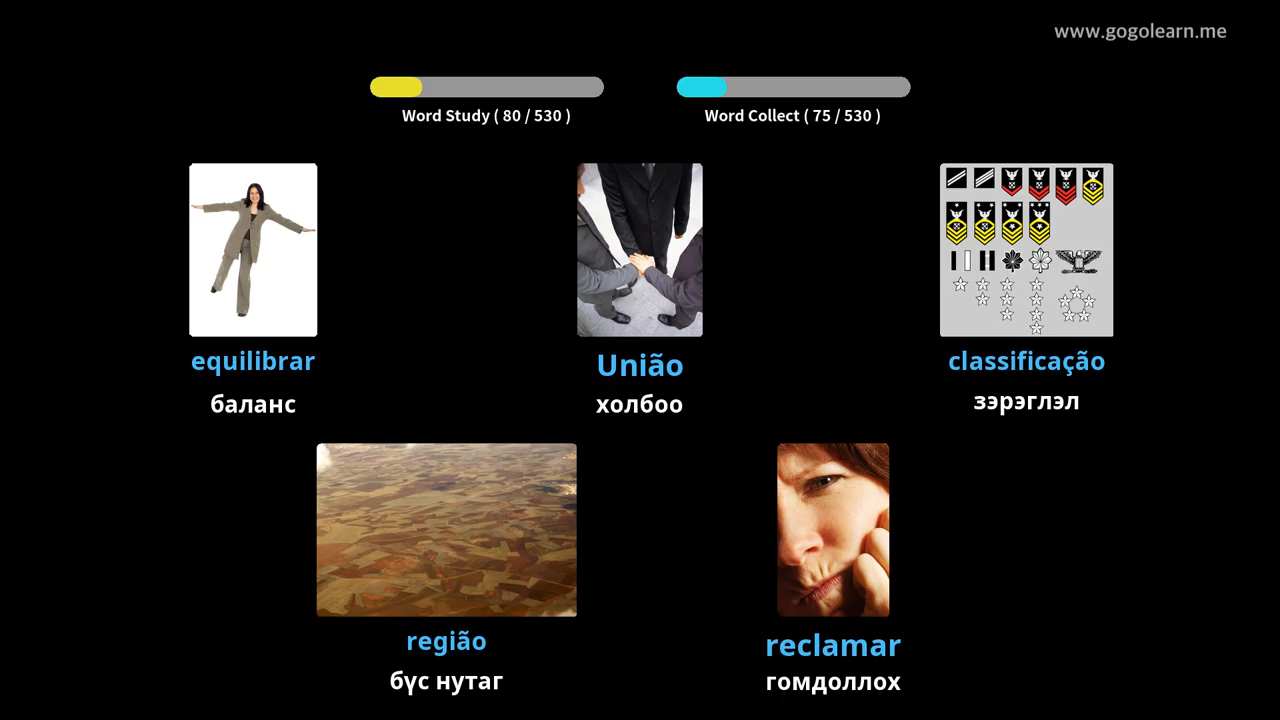 www.gogolearn.me
Word Study ( 80 / 530 )
Word Collect ( 75 / 530 )
equilibrar
баланс
União
холбоо
classificação
зэрэглэл
região
бүс нутаг
reclamar
гомдоллох